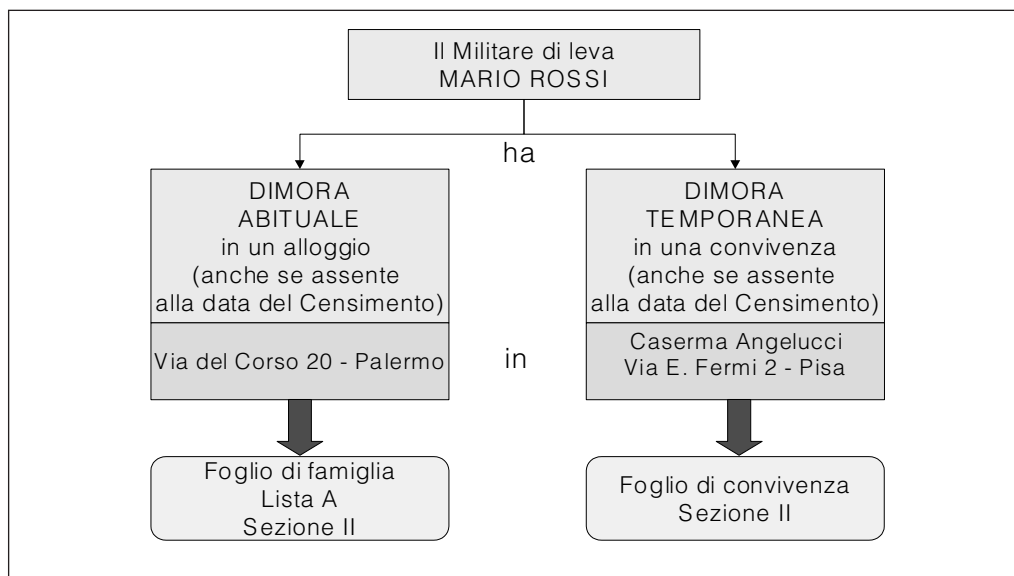 Il Militare di leva
MARIO ROSSI
ha
DIMORA
ABITUALE
in un alloggio
(anche se assente
alla data del Censimento)
DIMORA
TEMPORANEA
in una convivenza
(anche se assente
alla data del Censimento)
Via del Corso 20 - Palermo
in
Caserma Angelucci
Via E. Fermi 2 - Pisa
Foglio di famiglia
Lista A
Sezione II
Foglio di convivenza
Sezione II